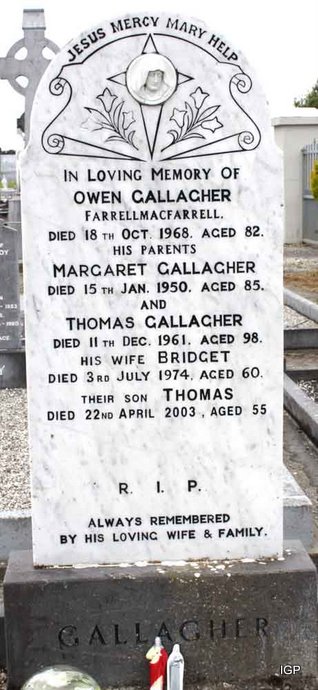 JESUS MERCY MARY HELP
IN LOVING MEMORY OF
OWEN GALLAGHER
FARRELLMACFARRELL.
DIED 18TH OCT. 1968. AGED 82.
HIS PARENTS
MARGARET GALLAGHER
DIED 15TH JAN. 1950. AGED 85.
AND
THOMAS GALLAGHER
DIED 11TH DEC. 1961. AGED 98.
HIS WIFE BRIDGET
DIED 3RD JULY 1974, AGED 60.
THEIR SON THOMAS
DIED 22ND APRIL 2003, AGED 55
R. I. P.
ALWAYS REMEMBERED
BY HIS LOVING WIFE & FAMILY.
GALLAGHER
IGP